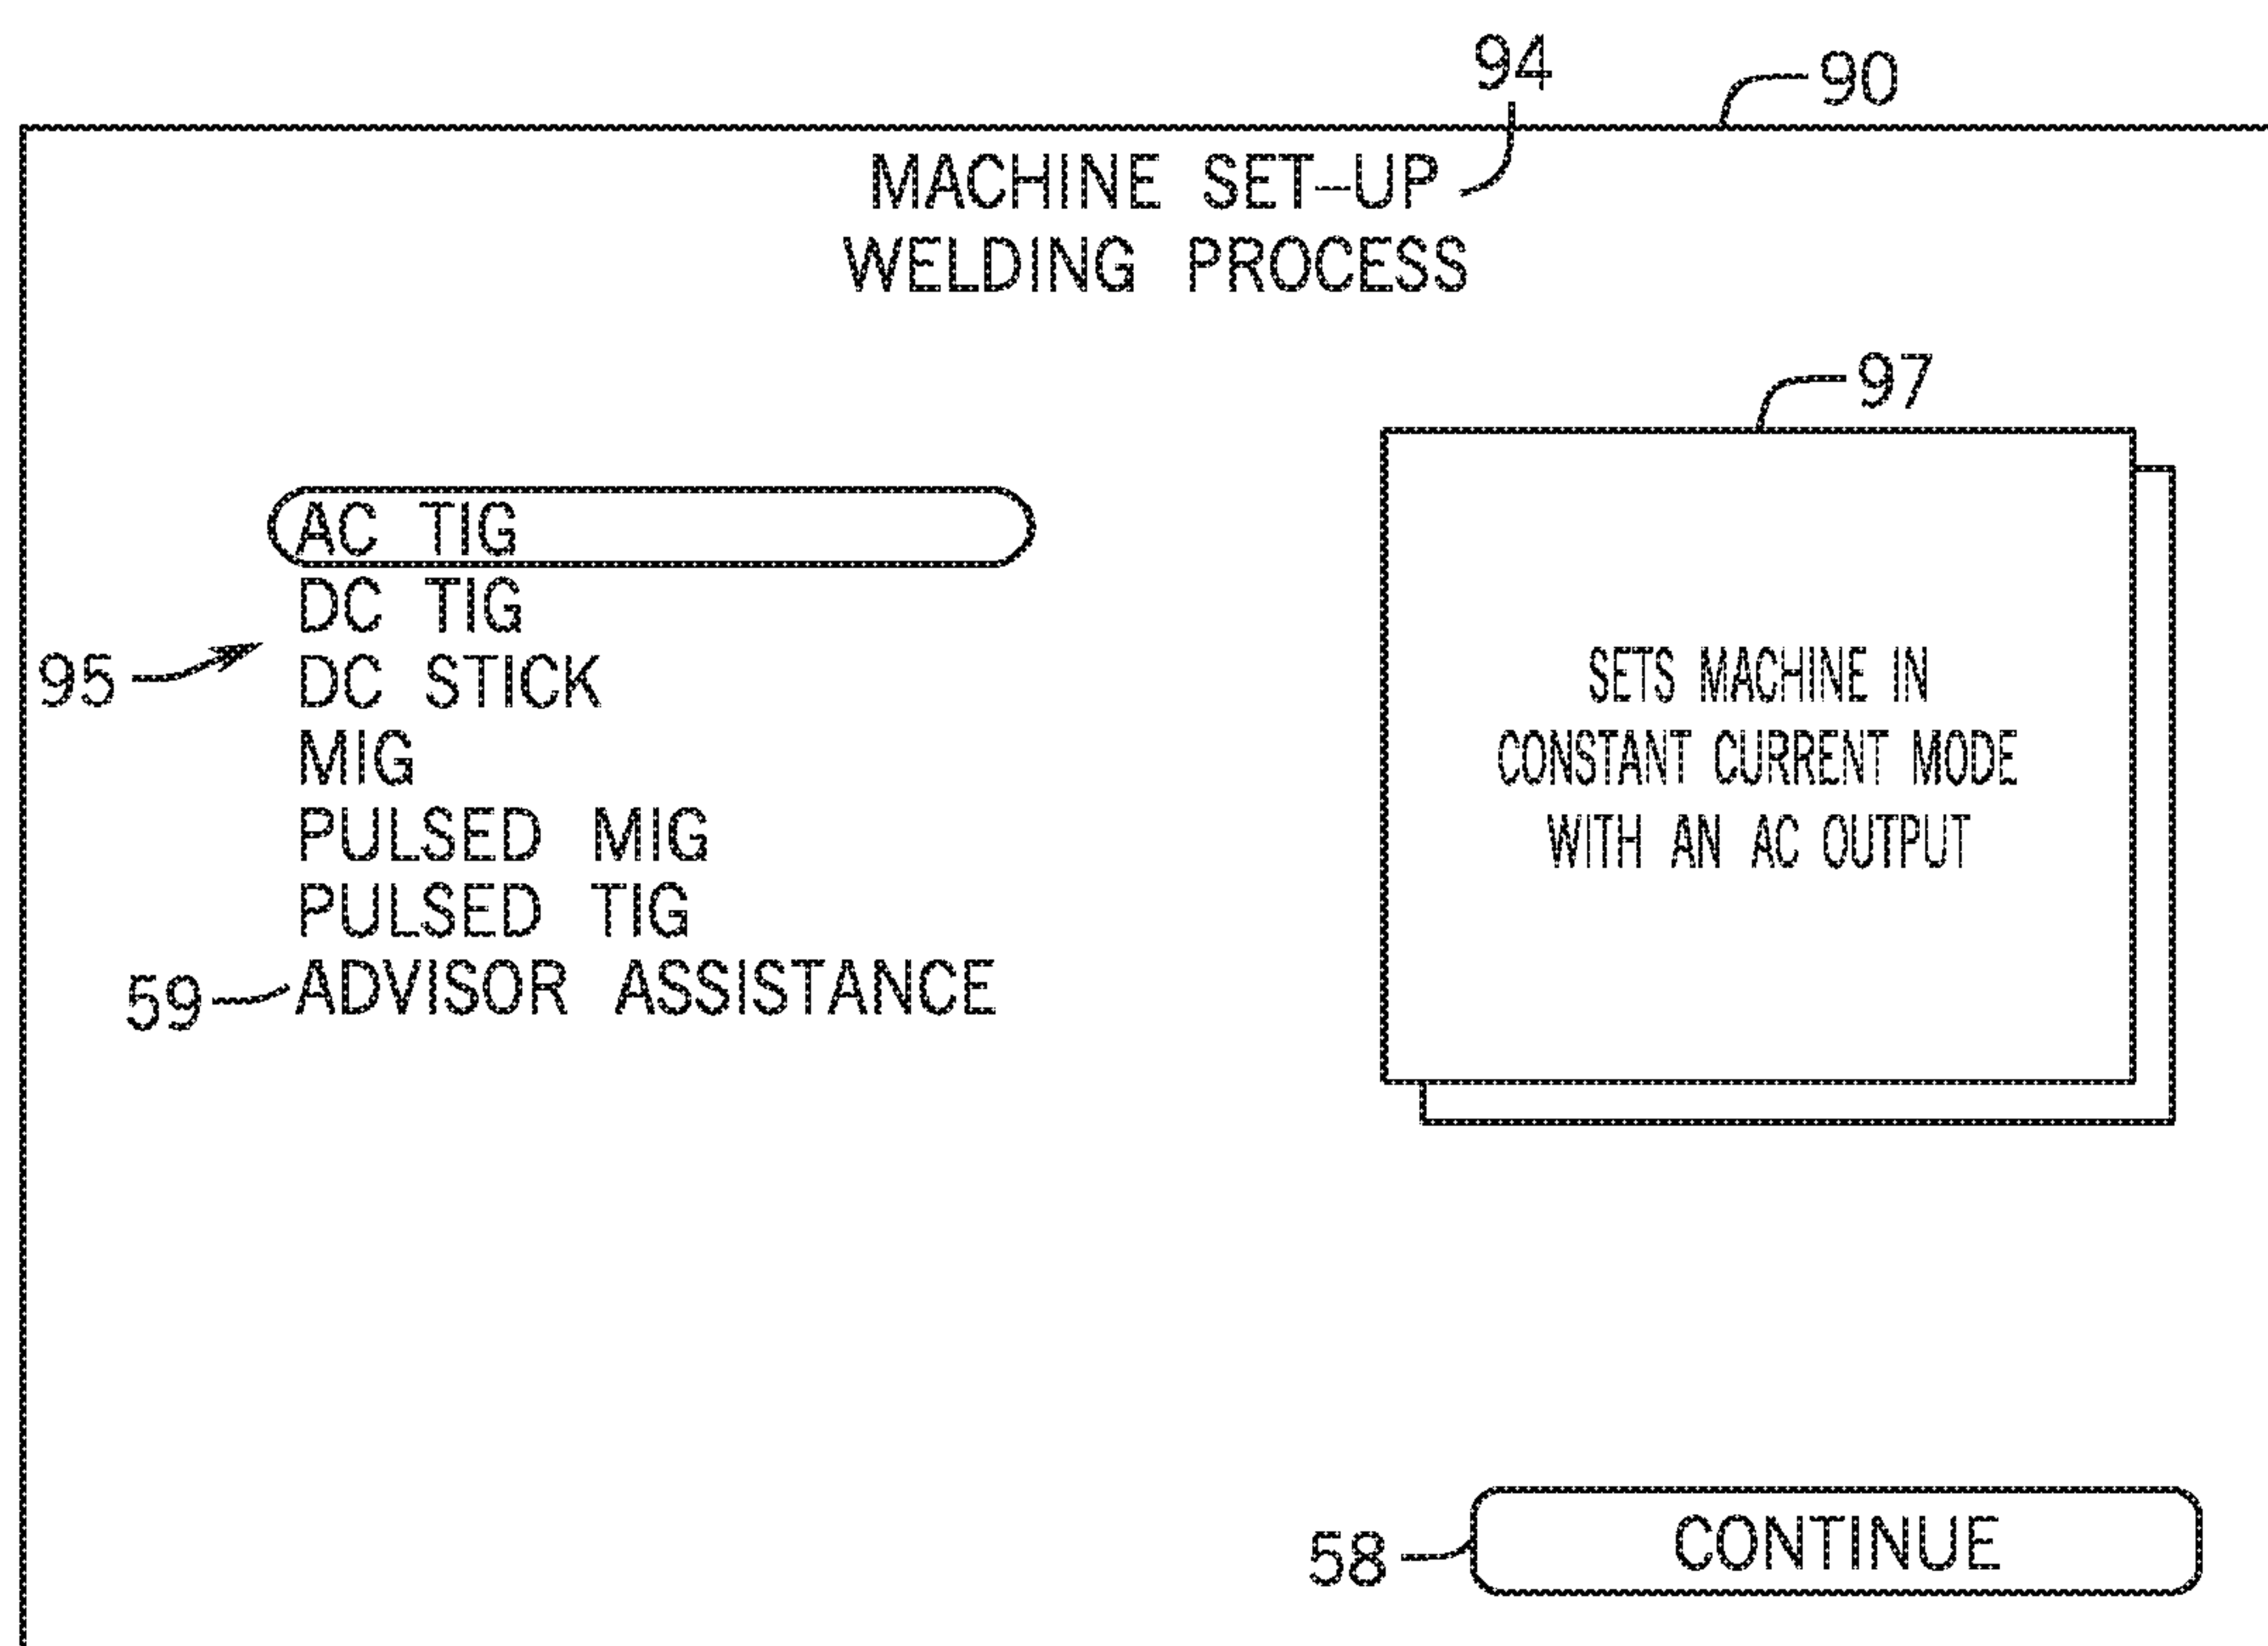 94
90
MACHINE SET-UP
WELDING PROCESS
97
AC TIG
DC TIG
95
DC STICK
MIG
PULSED MIG
PULSED TIG
59
ADVISOR ASSISTANCE
SETS MACHINE IN
CONSTANT CURRENT MODE
WITH AN AC OUTPUT
58
CONTINUE